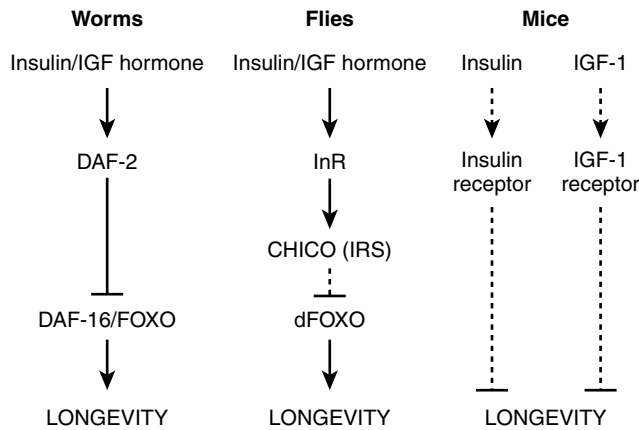 Worms
Insulin/IGF hormone
DAF-2
DAF-16/FOXO
LONGEVITY
Flies
Insulin/IGF hormone
InR
CHICO (IRS)
dFOXO
LONGEVITY
Mice
Insulin
Insulin
receptor
IGF-1
IGF-1
receptor
LONGEVITY